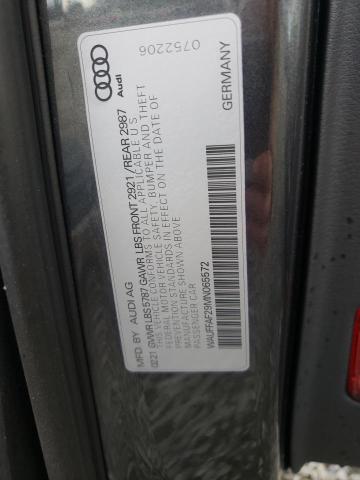 Audi
0752206
MFD. BY AUDI AG
02.21 GVWR LBS 5787 GAWR LBS FRONT 2921 /REAR 2987
THIS VEHICLE CONFORMS TO ALL APPLICABLE U S
FEDERAL MOTOR VEHICLE SAFETY, BUMPER AND THEFT
PREVENTION STANDARDS IN EFFECT ON THE DATE OF
MANUFACTURE SHOWN ABOVE
PASSENGER CAR
WAUFFAF29MN065572
GERMANY